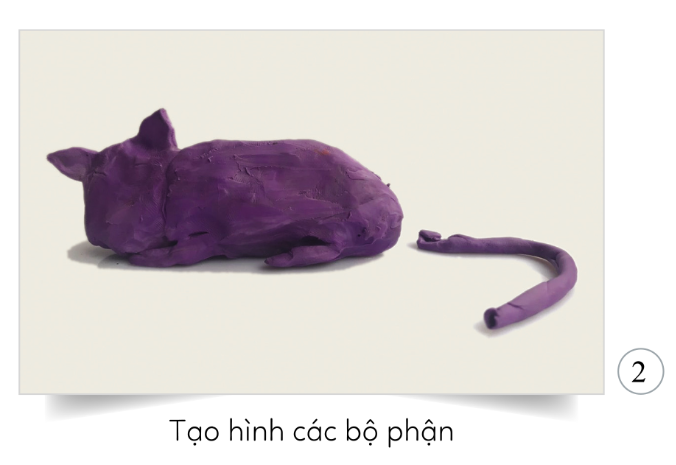 2
Tạo hình các bộ phận